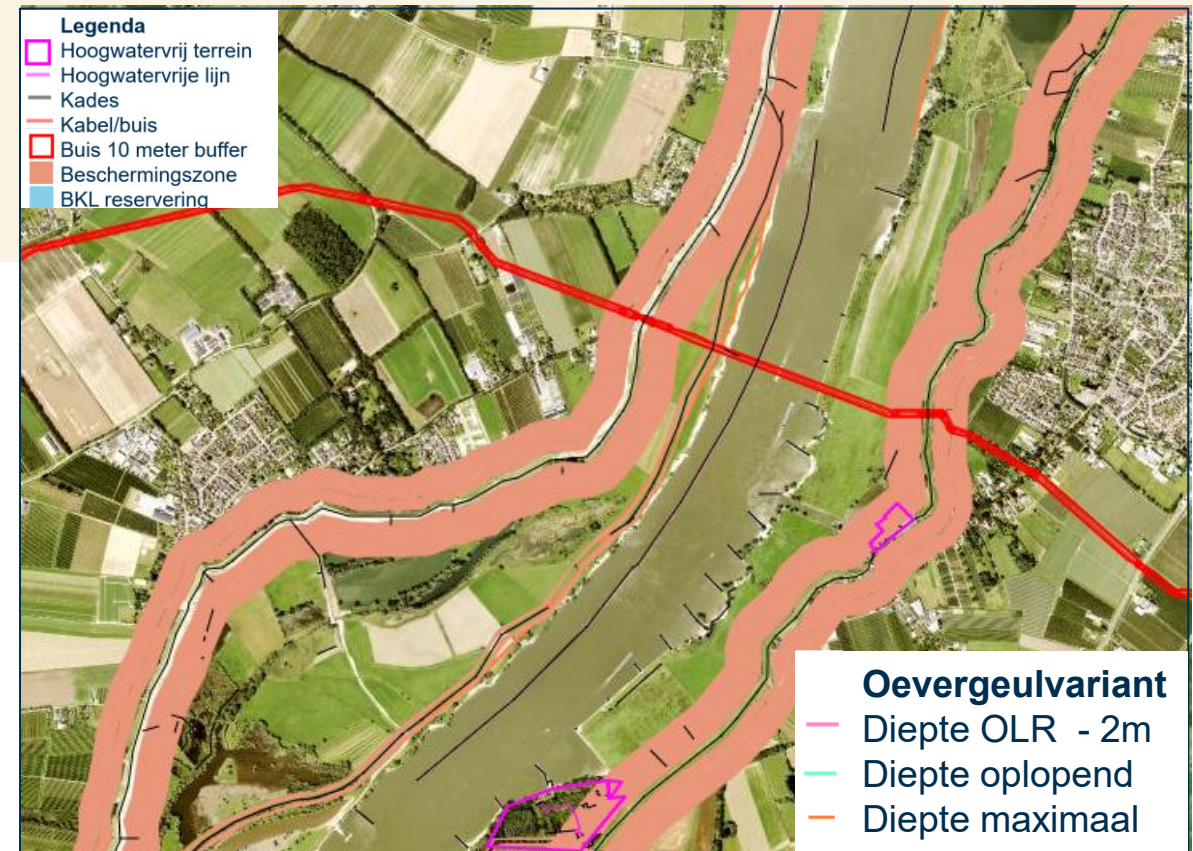 Legenda
Hoogwatervrij terrein
Hoogwatervrije lijn
Kades
Kabel/buis
Buis 10 meter buffer
Beschermingszone
BKL reservering
Oevergeulvariant
Diepte OLR - 2m
Diepte oplopend
Diepte maximaal